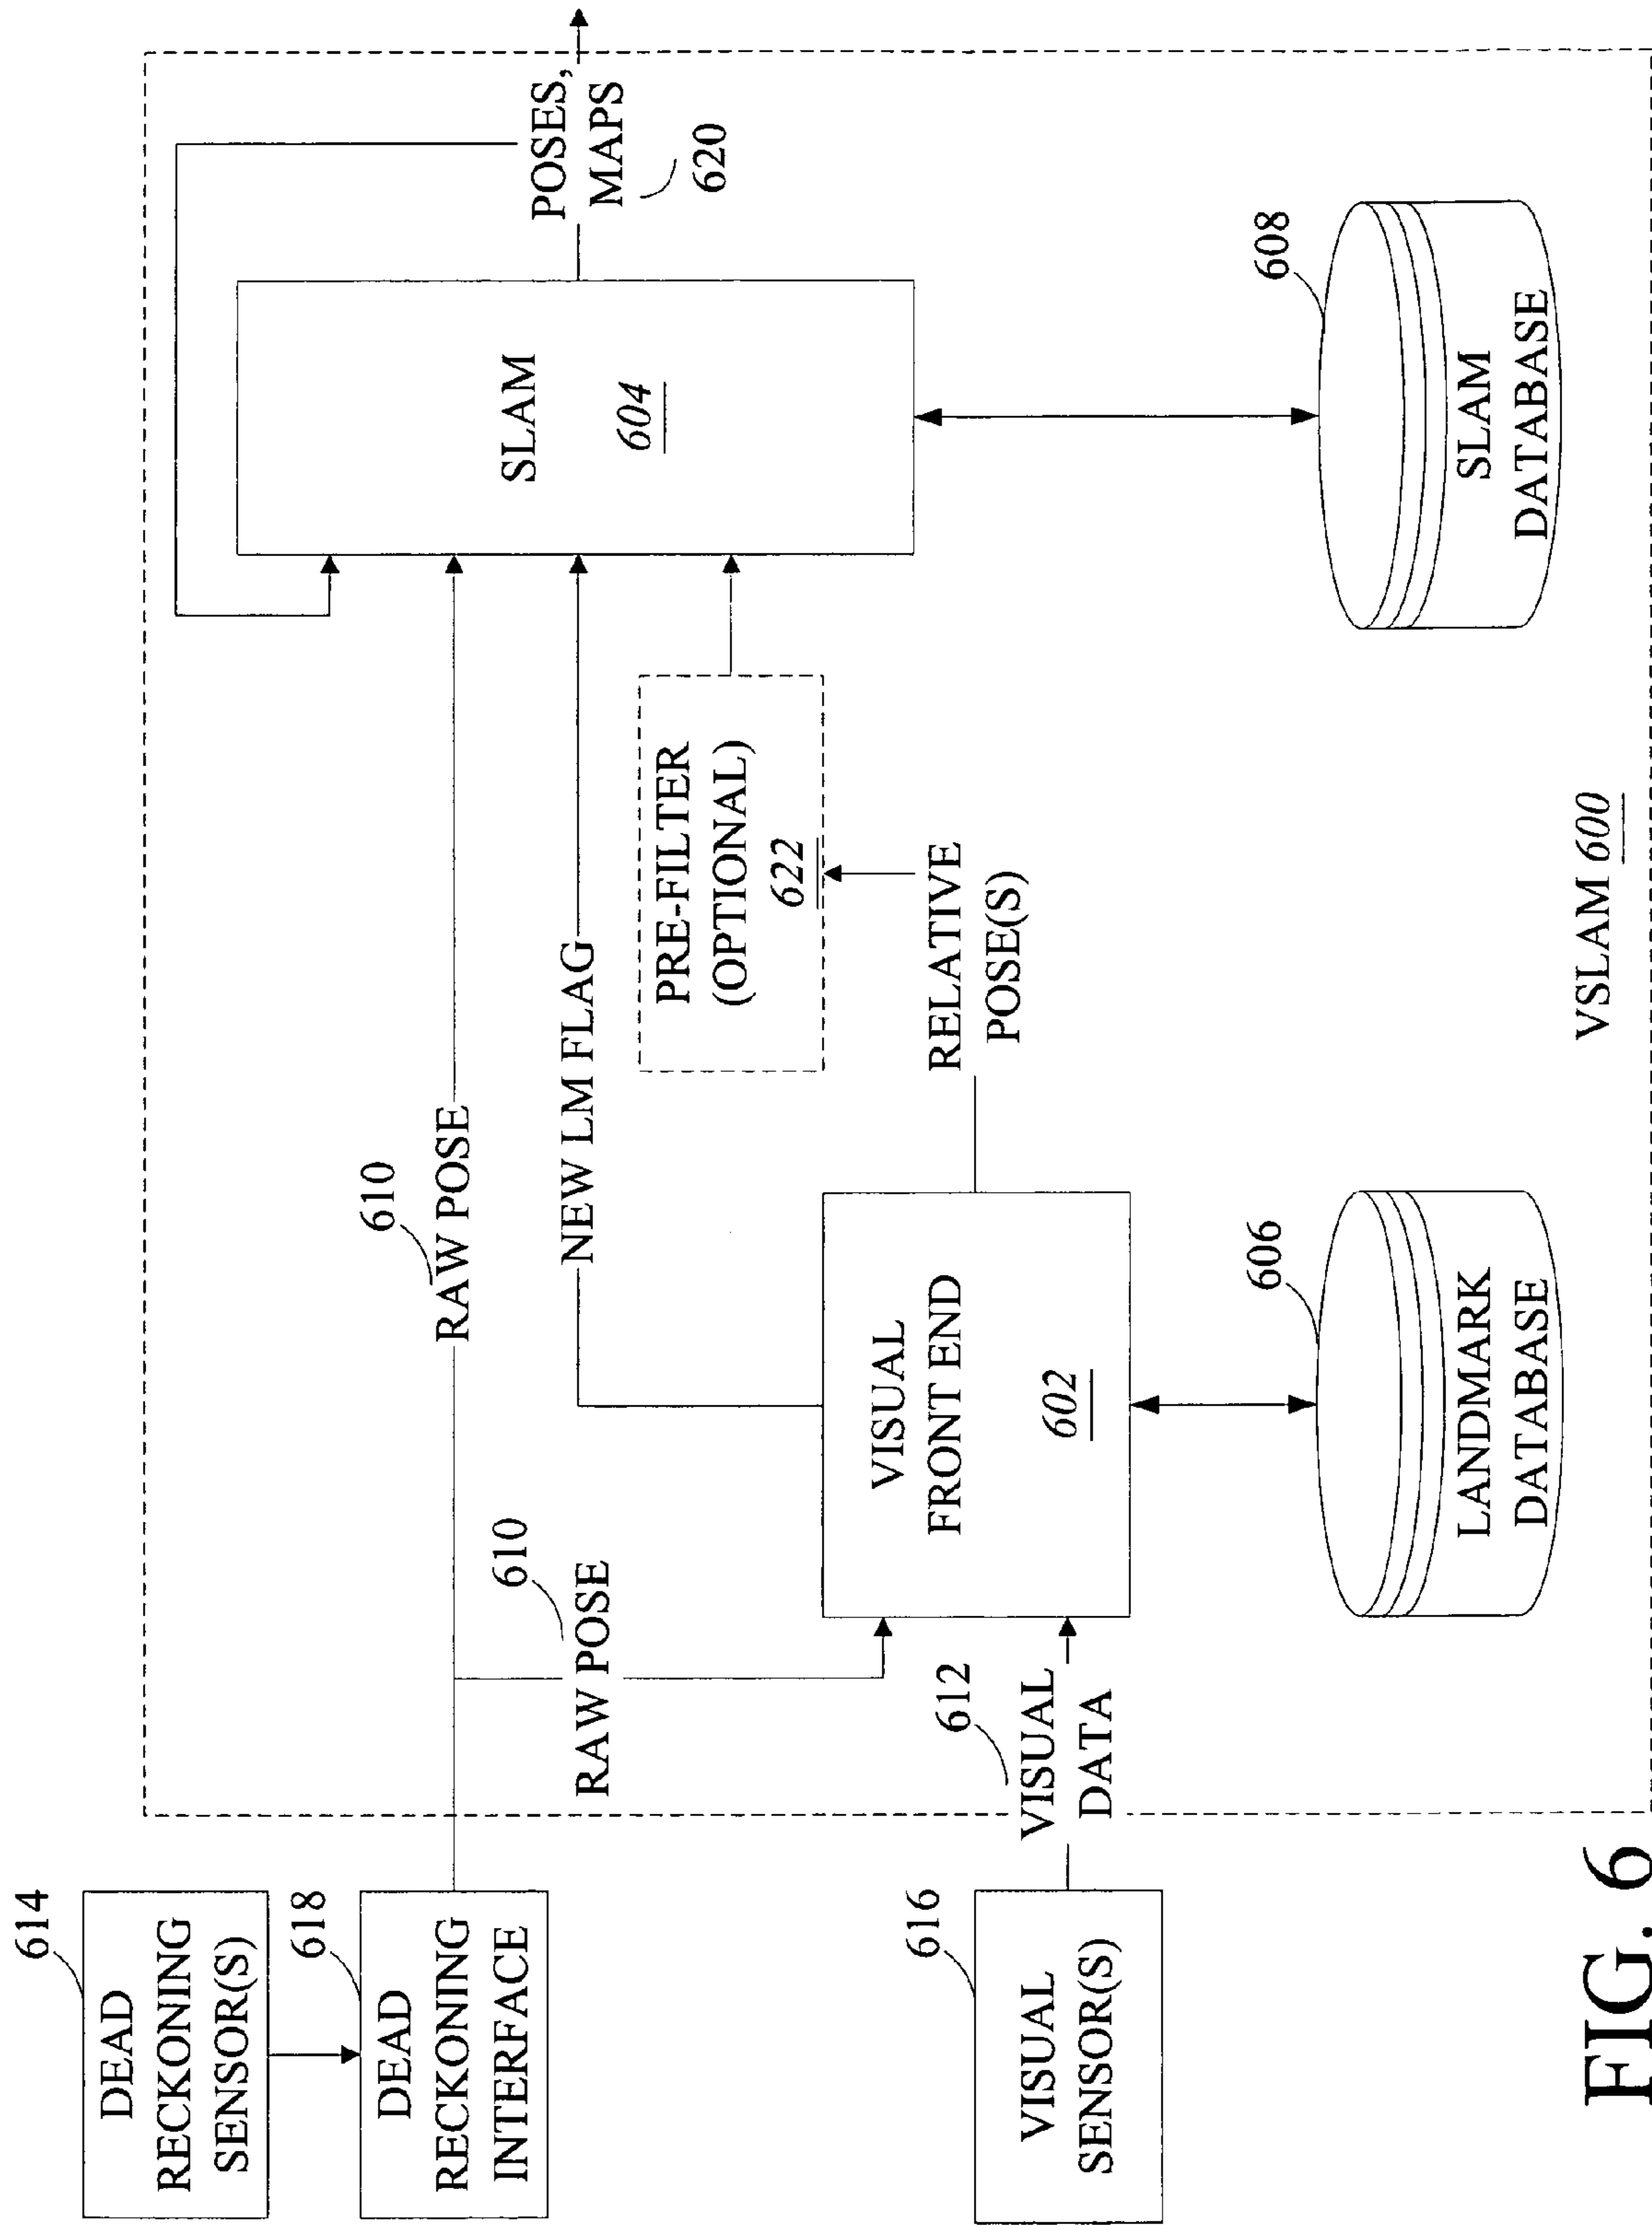 614
DEAD
RECKONING
SENSOR(S)
618
DEAD
RECKONING
INTERFACE
616
VISUAL
SENSOR(S)
610
RAW POSE
610
RAW POSE
612
VISUAL
DATA
NEW LM FLAG
VISUAL
FRONT END
602
606
LANDMARK
DATABASE
RELATIVE
POSE(S)
PRE-FILTER
(OPTIONAL)
622
SLAM
604
POSES,
MAPS
620
608
SLAM
DATABASE
VSLAM 600
FIG. 6